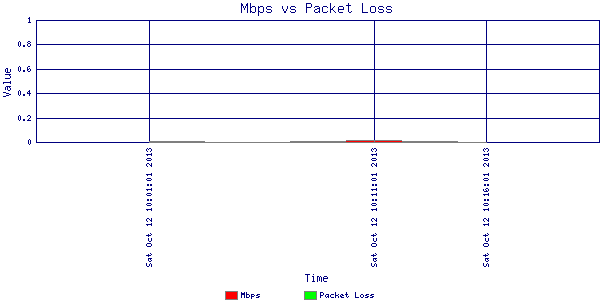 Mbps vs Packet Loss
1
0.8
0.6
0.4
0.2
0
Value
Sat Oct 12 10:01:01 2013
Sat Oct 12 10:11:01 2013
Sat Oct 12 10:16:01 2013
Time
Mbps
Packet Loss